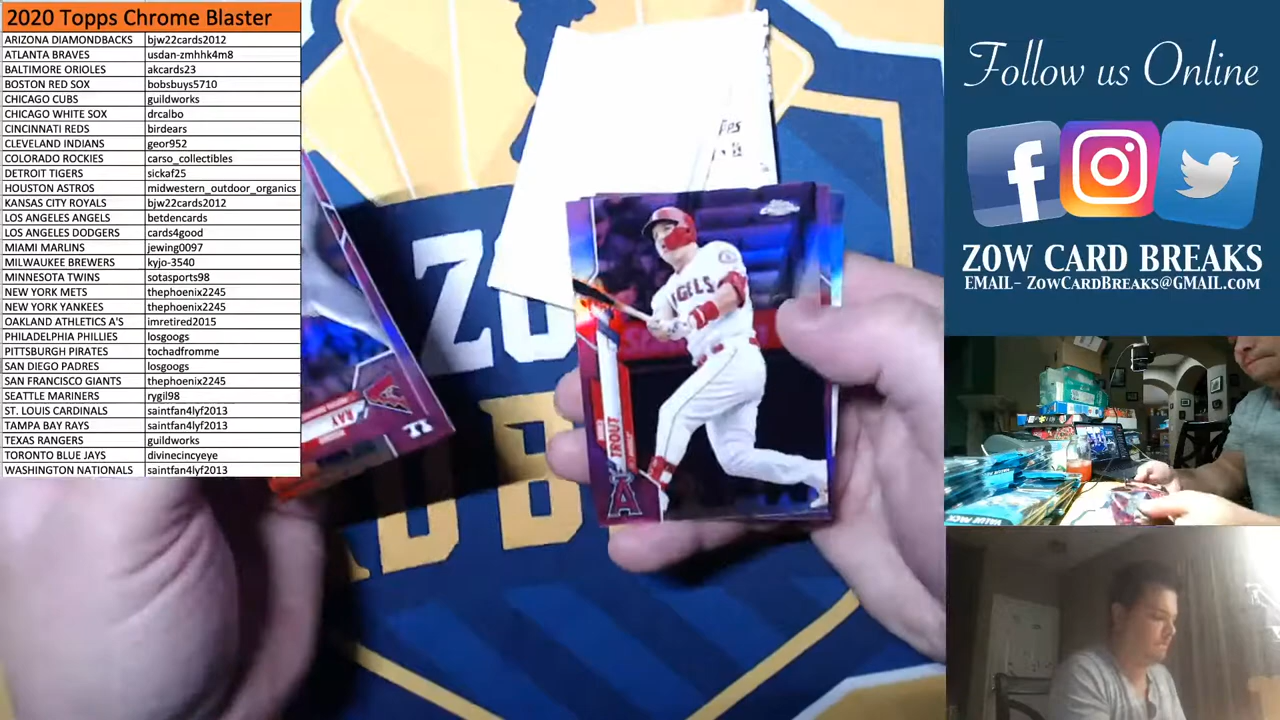 2020 Topps Chrome Blaster
ARIZONA DIAMONDBACKS bjw22cards2012
ATLANTA BRAVES usdan-zmhhk4m8
BALTIMORE ORIOLES akcards23
BOSTON RED SOX bobsbuys5710
CHICAGO CUBS guildworks
CHICAGO WHITE SOX drcalbo
CINCINNATI REDS birdears
CLEVELAND INDIANS geor952
COLORADO ROCKIES carso_collectibles
DETROIT TIGERS sickaf25
HOUSTON ASTROS midwestern_outdoor_organics
KANSAS CITY ROYALS bjw22cards2012
LOS ANGELES ANGELS betdencards
LOS ANGELES DODGERS cards4good
MIAMI MARLINS jewing0097
MILWAUKEE BREWERS kyjo-3540
MINNESOTA TWINS sotasports98
NEW YORK METS thephoenix2245
NEW YORK YANKEES thephoenix2245
OAKLAND ATHLETICS A'S imretired2015
PHILADELPHIA PHILLIES losgoogs
PITTSBURGH PIRATES tochadfromme
SAN DIEGO PADRES losgoogs
SAN FRANCISCO GIANTS thephoenix2245
SEATTLE MARINERS rygil98
ST. LOUIS CARDINALS saintfan4lyf2013
TAMPA BAY RAYS saintfan4lyf2013
TEXAS RANGERS guildworks
TORONTO BLUE JAYS divinecincyeye
WASHINGTON NATIONALS saintfan4lyf2013
RAY
TROUT
A
Follow us Online
ZOW CARD BREAKS
EMAIL- ZowCardBreaks@gmail.com
VALUE PACK